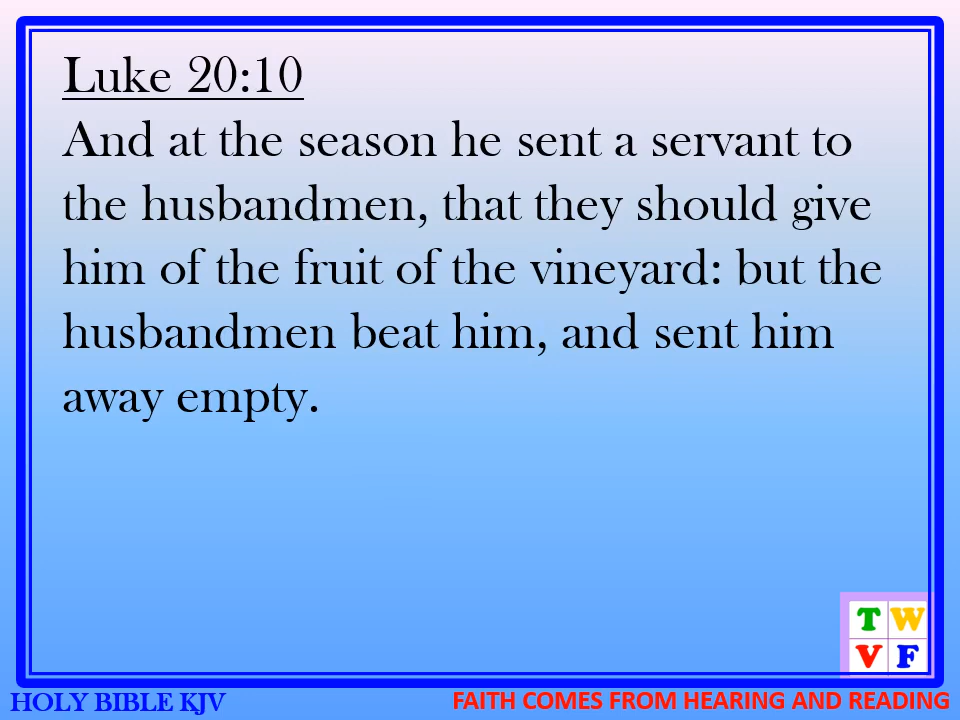 Luke 20:10
And at the season he sent a servant to
the husbandmen, that they should give
him of the fruit of the vineyard: but the
husbandmen beat him, and sent him
away empty.
T W
V F
HOLY BIBLE KJV
FAITH COMES FROM HEARING AND READING